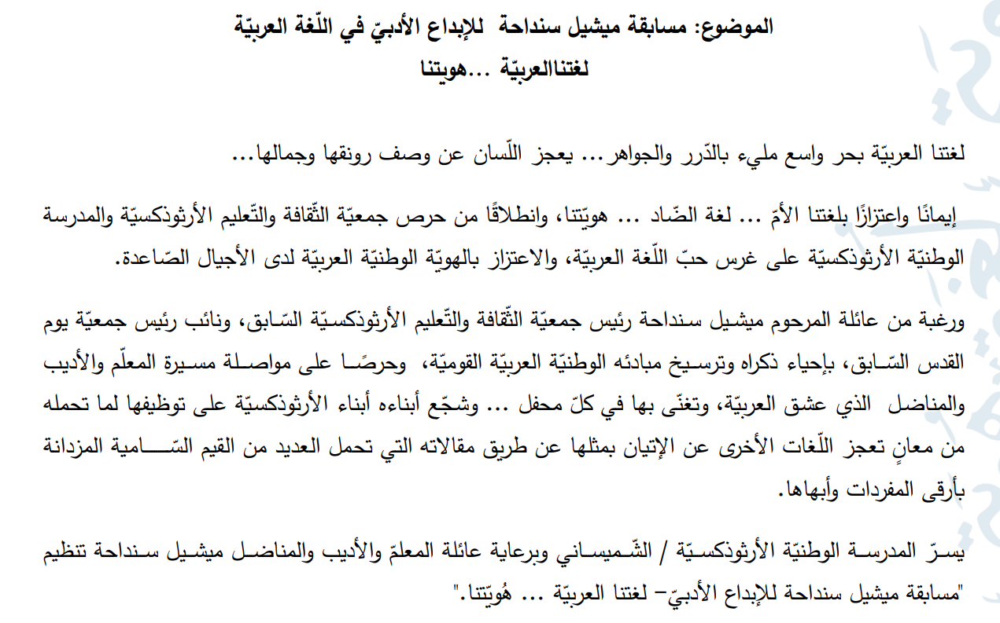 الموضوع: مسابقة ميشيل سنداحة للإبداع الأدبيّ في اللّغة العربيّة
لغتناالعربيّة ...هويتنا
لغتنا العربيّة بحر واسع مليء بالدّرر والجواهر... يعجز اللّسان عن وصف رونقها وجمالها...
إيمانًا واعتزازًا بلغتنا الأمّ ... لغة الضّاد ... هويّتنا، وانطلاقًا من حرص جمعيّة الثّقافة والتّعليم الأرثوذكسيّة والمدرسة
الوطنيّة الأرثوذكسيّة على غرس حبّ اللّغة العربيّة، والاعتزاز بالهويّة الوطنيّة العربيّة لدى الأجيال الصّاعدة.
ورغبة من عائلة المرحوم ميشيل سنداحة رئيس جمعيّة الثّقافة والتّعليم الأرثوذكسيّة السّابق، ونائب رئيس جمعيّة يوم
القدس السّابق، بإحياء ذكراه وترسيخ مبادئه الوطنيّة العربيّة القوميّة، وحرصًا على مواصلة مسيرة المعلّم والأديب
والمناضل الذي عشق العربيّة، وتغنّى بها في كلّ محفل ... وشجّع أبناءه أبناء الأرثوذكسيّة على توظيفها لما تحمله
من معانٍ تعجز اللّغات الأخرى عن الإتيان بمثلها عن طريق مقالاته التي تحمل العديد من القيم السّامية المزدانة
بأرقى المفردات وأبهاها.
يسرّ المدرسة الوطنيّة الأرثوذكسيّة / الشّميساني وبرعاية عائلة المعلمّ والأديب والمناضل ميشيل سنداحة تنظيم
"مسابقة ميشيل سنداحة للإبداع الأدبيّ– لغتنا العربيّة ... هُويّتنا."